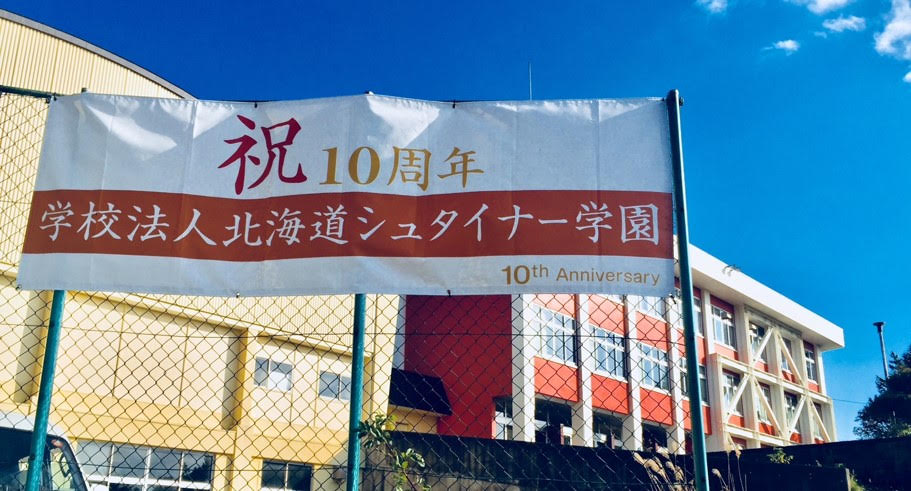 祝 10周年
学校法人北海道シュタイナー学園
10th Anniversary